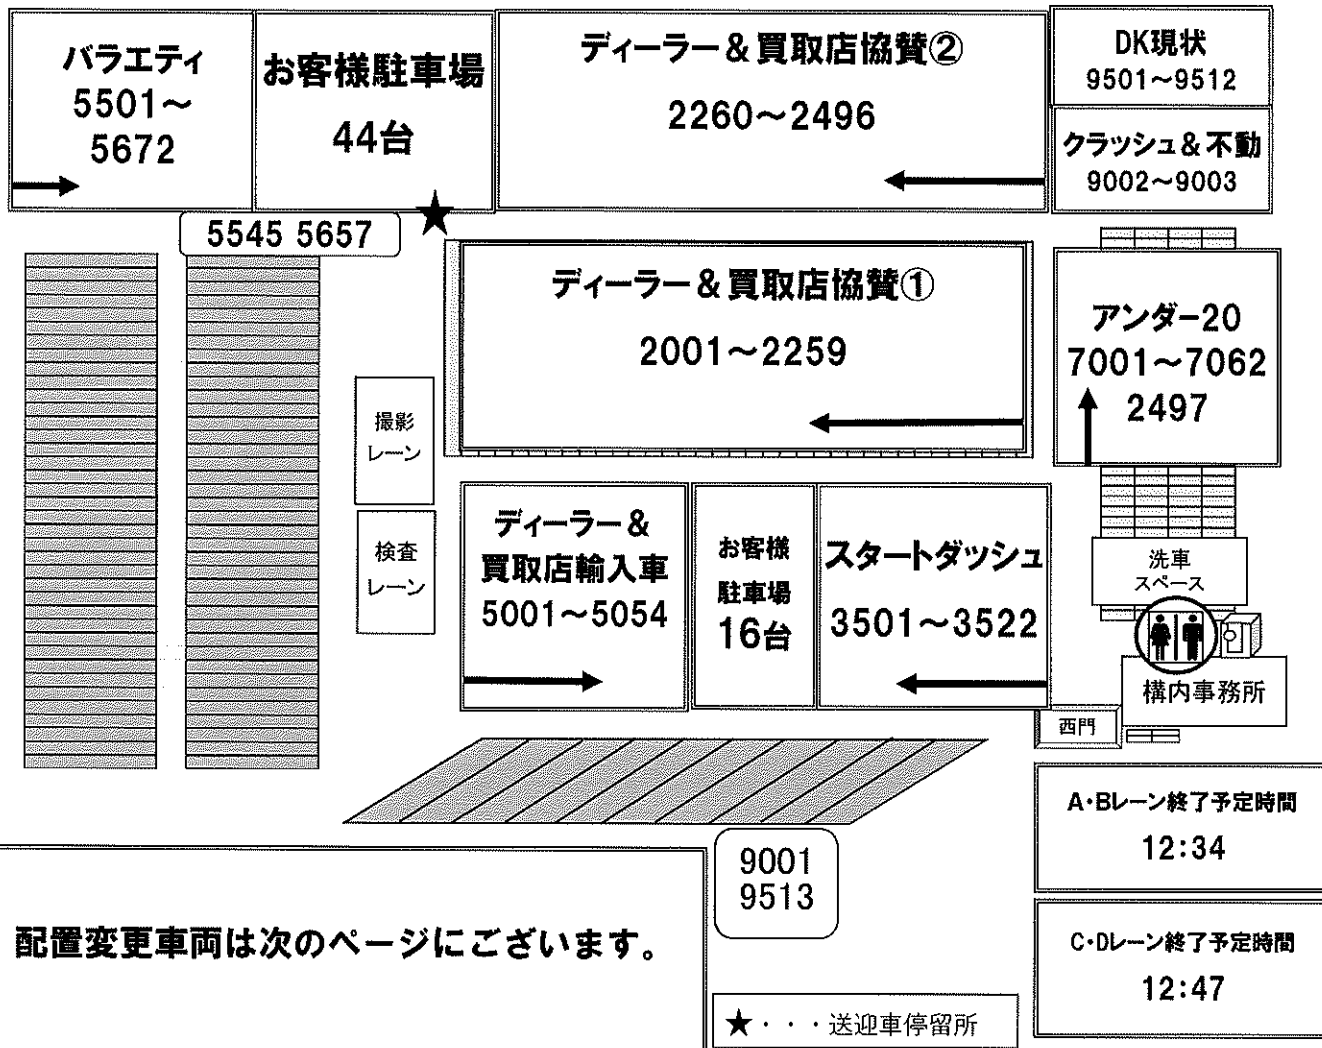 バラエティ
5501～
5672
お客様駐車場
44台
ディーラー＆買取店協賛②
2260～2496
DK現状
9501～9512
クラッシュ＆不動
9002～9003
5545 5657
ディーラー＆買取店協賛①
2001～2259
アンダー20
7001～7062
2497
撮影
レーン
検査
レーン
ディーラー＆
買取店輸入車
5001～5054
お客様
駐車場
16台
スタートダッシュ
3501～3522
洗車
スペース
構内事務所
西門
A・Bレーン終了予定時間
12:34
9001
9513
C・Dレーン終了予定時間
12:47
配置変更車両は次のページにございます。
★・・・送迎車停留所